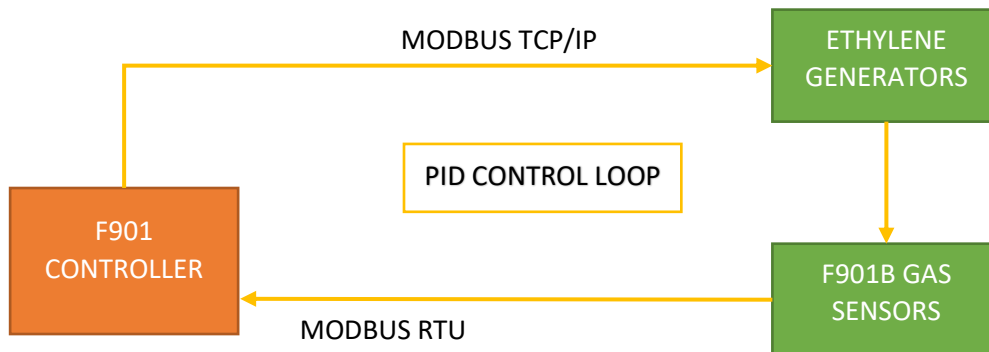 MODBUS TCP/IP
ETHYLENE
GENERATORS
PID CONTROL LOOP
F901
CONTROLLER
F901B GAS
SENSORS
MODBUS RTU